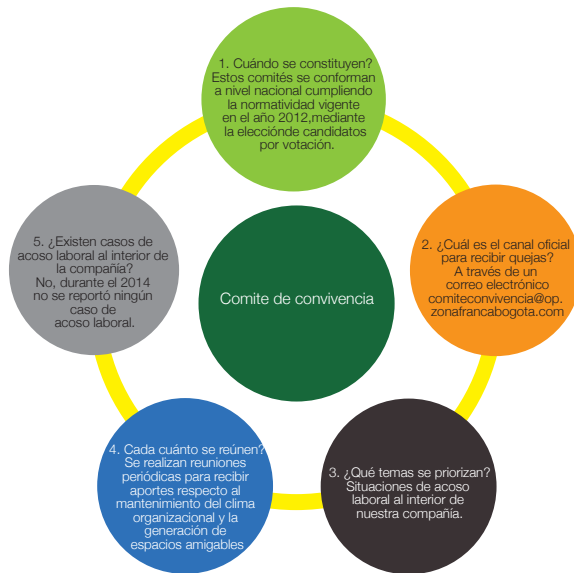 1. Cuándo se constituyen?
Estos comités se conforman
a nivel nacional cumpliendo
la normatividad vigente
en el año 2012,mediante
la elecciónde candidatos
por votación.
2. ¿Cuál es el canal oficial
para recibir quejas?
A través de un
correo electrónico
comiteconvivencia@op.
zonafrancabogota.com
3. ¿Qué temas se priorizan?
Situaciones de acoso
laboral al interior de
nuestra compañía.
4. Cada cuánto se reúnen?
Se realizan reuniones
periódicas para recibir
aportes respecto al
mantenimiento del clima
organizacional y la
generación de
espacios amigables
5. ¿Existen casos de
acoso laboral al interior de
la compañía?
No, durante el 2014
no se reportó ningún
caso de
acoso laboral.
Comite de convivencia